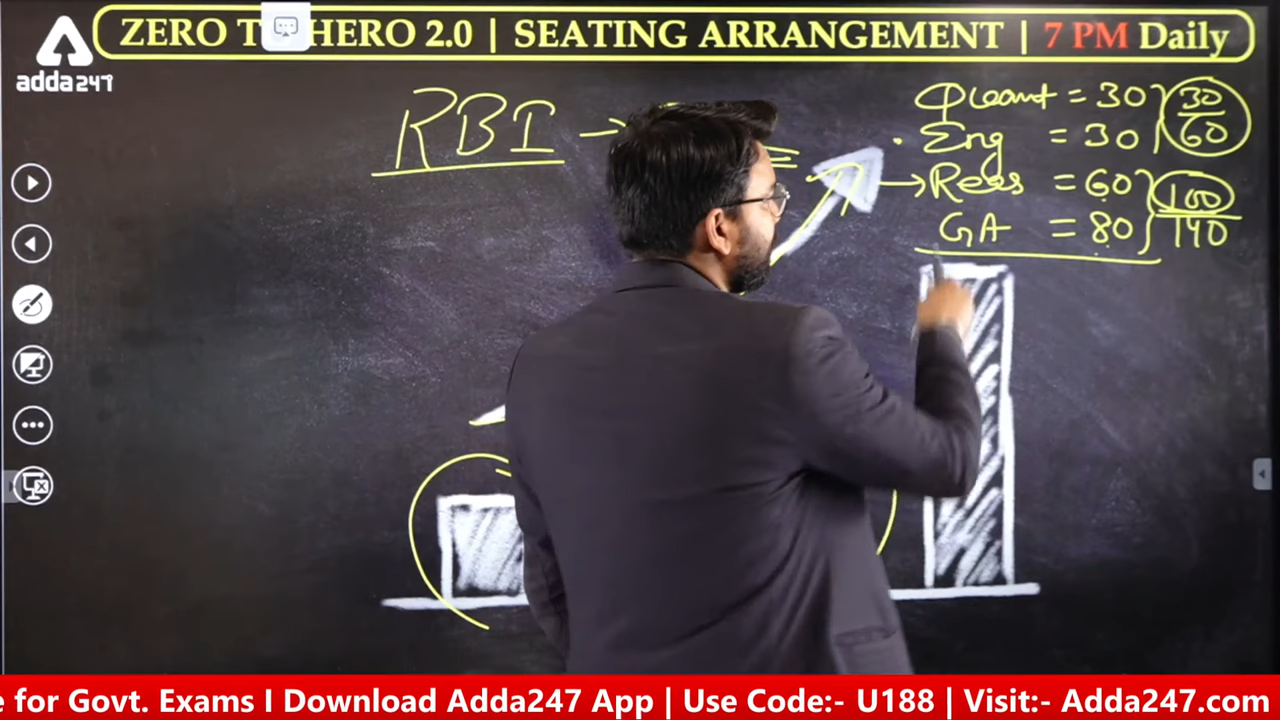 ZERO T HERO 2.0 | SEATING ARRANGEMENT | 7 PM Daily
adda247
RBI →
Quant = 30
Eng = 30
30/60
→ Reas = 60
GA = 80
100/140
e for Govt. Exams I Download Adda247 App | Use Code:- U188 | Visit:- Adda247.com